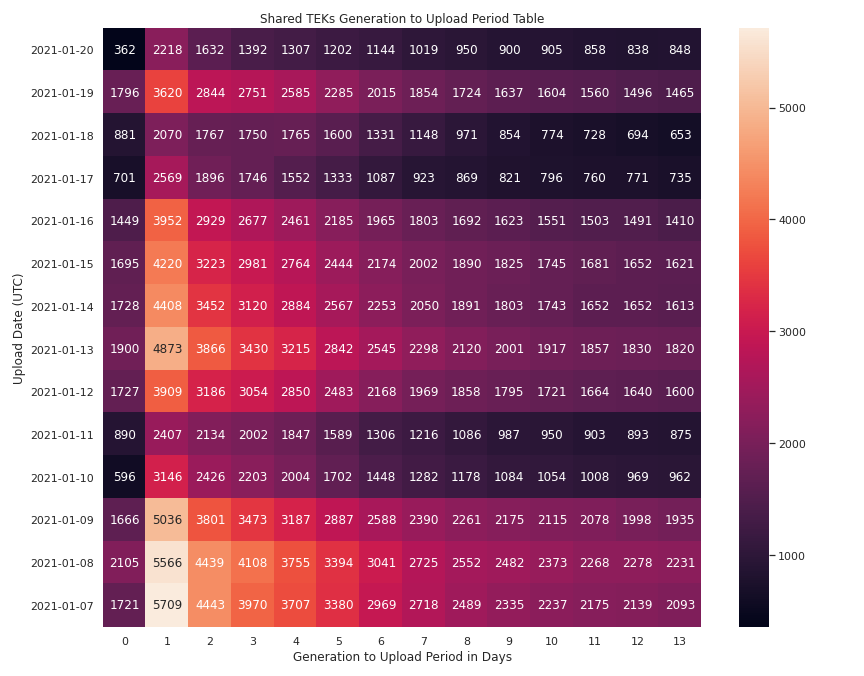 Shared TEKs Generation to Upload Period Table
Upload Date (UTC)
2021-01-20 362 2218 1632 1392 1307 1202 1144 1019 950 900 905 858 838 848
2021-01-19 1796 3620 2844 2751 2585 2285 2015 1854 1724 1637 1604 1560 1496 1465
2021-01-18 881 2070 1767 1750 1765 1600 1331 1148 971 854 774 728 694 653
2021-01-17 701 2569 1896 1746 1552 1333 1087 923 869 821 796 760 771 735
2021-01-16 1449 3952 2929 2677 2461 2185 1965 1803 1692 1623 1551 1503 1491 1410
2021-01-15 1695 4220 3223 2981 2764 2444 2174 2002 1890 1825 1745 1681 1652 1621
2021-01-14 1728 4408 3452 3120 2884 2567 2253 2050 1891 1803 1743 1652 1652 1613
2021-01-13 1900 4873 3866 3430 3215 2842 2545 2298 2120 2001 1917 1857 1830 1820
2021-01-12 1727 3909 3186 3054 2850 2483 2168 1969 1858 1795 1721 1664 1640 1600
2021-01-11 890 2407 2134 2002 1847 1589 1306 1216 1086 987 950 903 893 875
2021-01-10 596 3146 2426 2203 2004 1702 1448 1282 1178 1084 1054 1008 969 962
2021-01-09 1666 5036 3801 3473 3187 2887 2588 2390 2261 2175 2115 2078 1998 1935
2021-01-08 2105 5566 4439 4108 3755 3394 3041 2725 2552 2482 2373 2268 2278 2231
2021-01-07 1721 5709 4443 3970 3707 3380 2969 2718 2489 2335 2237 2175 2139 2093
0 1 2 3 4 5 6 7 8 9 10 11 12 13
Generation to Upload Period in Days
5000
4000
3000
2000
1000